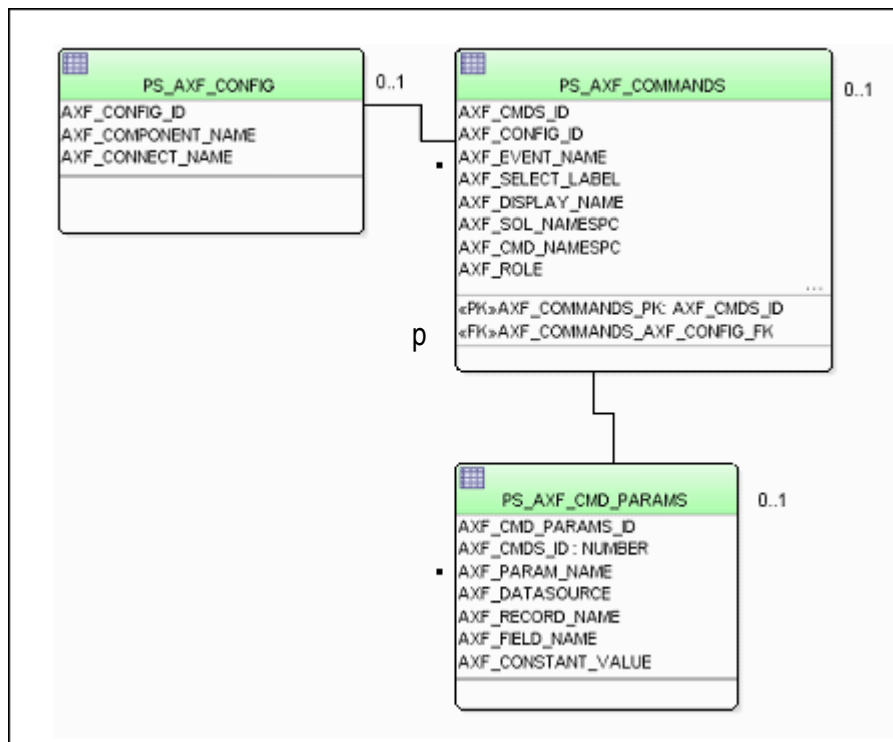 PS_AXF_CONFIG
0..1
AXF_CONFIG_ID
AXF_COMPONENT_NAME
AXF_CONNECT_NAME
PS_AXF_COMMANDS
0..1
AXF_CMDS_ID
AXF_CONFIG_ID
AXF_EVENT_NAME
AXF_SELECT_LABEL
AXF_DISPLAY_NAME
AXF_SOL_NAMESPC
AXF_CMD_NAMESPC
AXF_ROLE
...
«PK»AXF_COMMANDS_PK: AXF_CMDS_ID
«FK»AXF_COMMANDS_AXF_CONFIG_FK
p
PS_AXF_CMD_PARAMS
0..1
AXF_CMD_PARAMS_ID
AXF_CMDS_ID : NUMBER
AXF_PARAM_NAME
AXF_DATASOURCE
AXF_RECORD_NAME
AXF_FIELD_NAME
AXF_CONSTANT_VALUE